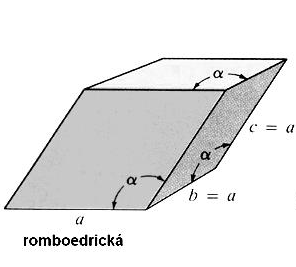 α
c = a
α
α
b = a
a
romboedrická